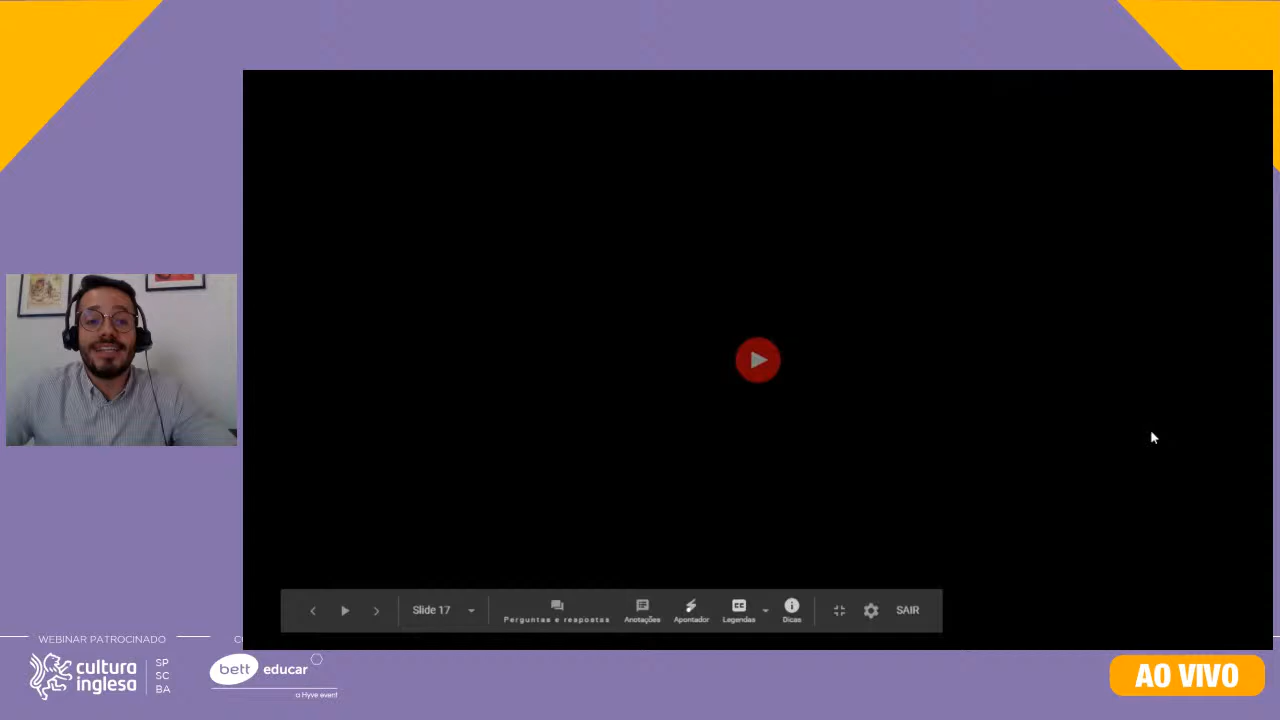 Slide 17
Perguntas e respostas
Anotações
Apontador
Legendas
Dicas
SAIR
WEBINAR PATROCINADO
cultura
inglesa
SP
SC
BA
bett educar
a Hyve event
AO VIVO